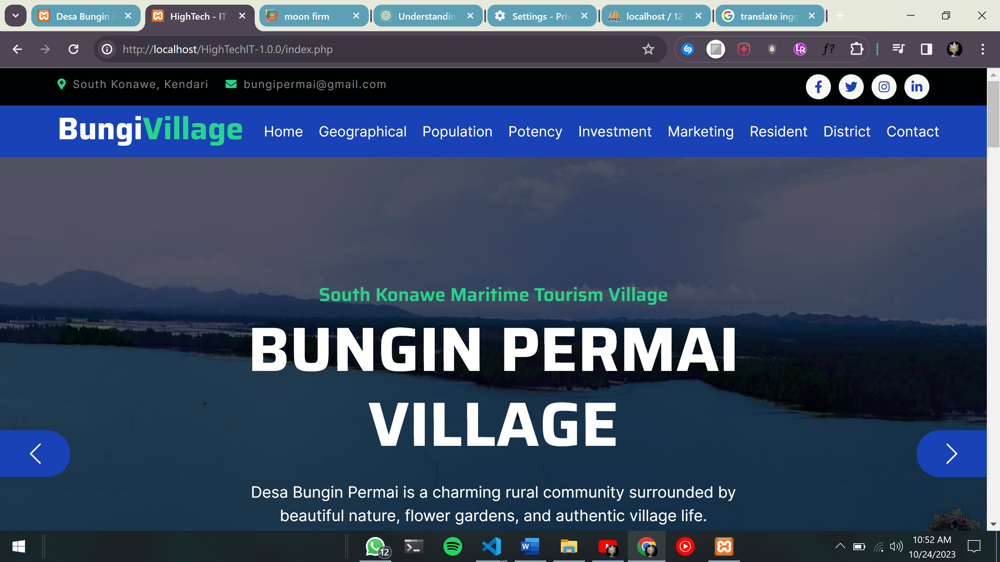 Desa Bungin
HighTech - IT
moon firm
Understandin
Settings - Priv
localhost / 127
translate ingg
http://localhost/HighTechIT-1.0.0/index.php
South Konawe, Kendari
bungipermai@gmail.com
BungiVillage
Home
Geographical
Population
Potency
Investment
Marketing
Resident
District
Contact
South Konawe Maritime Tourism Village
BUNGIN PERMAI
VILLAGE
Desa Bungin Permai is a charming rural community surrounded by
beautiful nature, flower gardens, and authentic village life.
12
10:52 AM
10/24/2023